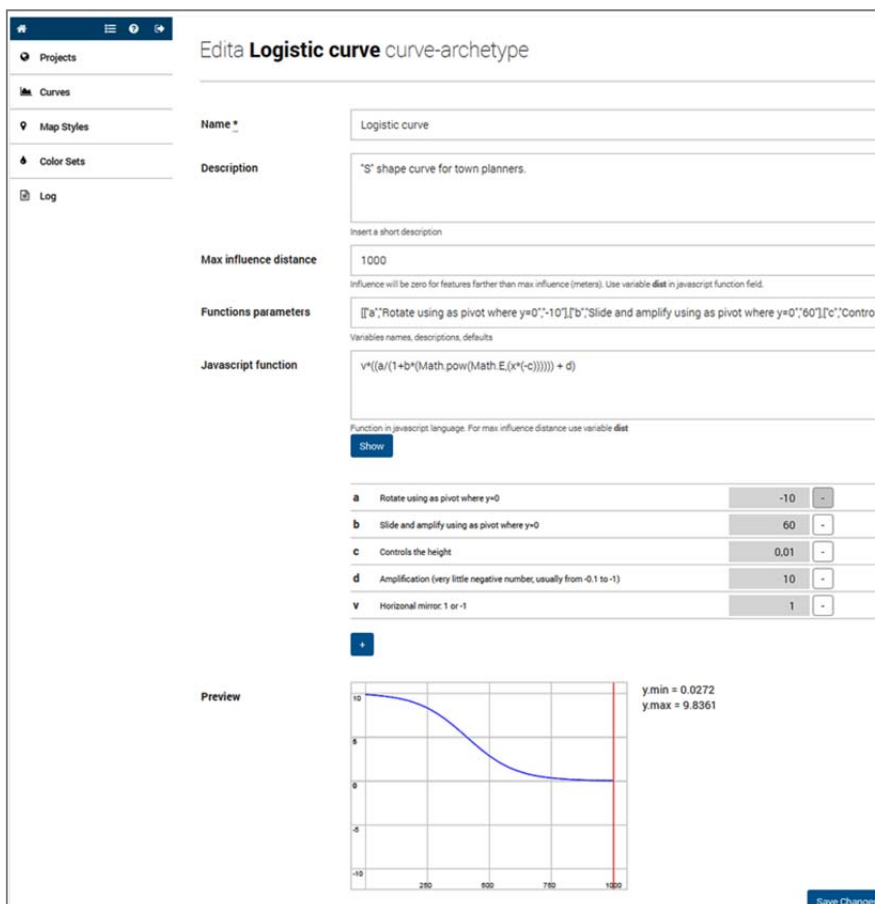 Projects
Curves
Map Styles
Color Sets
Log
Edita Logistic curve curve-archetype
Name *
Logistic curve
Description
"S" shape curve for town planners.
Insert a short description
Max influence distance
1000
Influence will be zero for features farther than max influence (meters). Use variable dist in javascript function field.
Functions parameters
[["a","Rotate using as pivot where y=0","-10"],["b","Slide and amplify using as pivot where y=0","60"],["c","Contro
Variables names, descriptions, defaults
Javascript function
v*((a/(1+b*(Math.pow(Math.E,(x*(-c)))))) + d)
Function in javascript language. For max influence distance use variable dist
Show
a Rotate using as pivot where y=0 -10 -
b Slide and amplify using as pivot where y=0 60 -
c Controls the height 0,01 -
d Amplification (very little negative number, usually from -0.1 to -1) 10 -
v Horizonal mirror: 1 or -1 1 -
+
Preview
y.min = 0.0272
y.max = 9.8361
10
5
0
-5
-10
250 500 750 1000
Save Changes